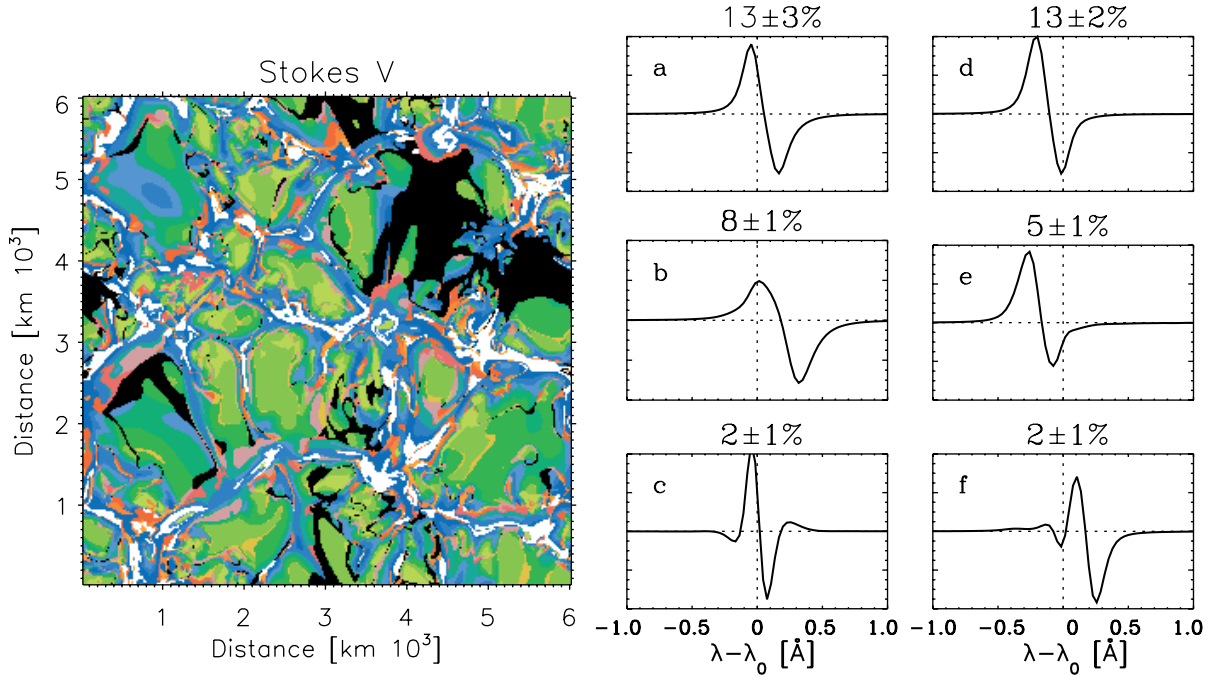 Stokes V
Distance [km 10³]
6
5
4
3
2
1
1 2 3 4 5 6
Distance [km 10³]
13±3%
a
13±2%
d
8±1%
b
5±1%
e
2±1%
c
2±1%
f
-1.0 -0.5 0 0.5 1.0
λ-λ₀ [Å]
-1.0 -0.5 0 0.5 1.0
λ-λ₀ [Å]